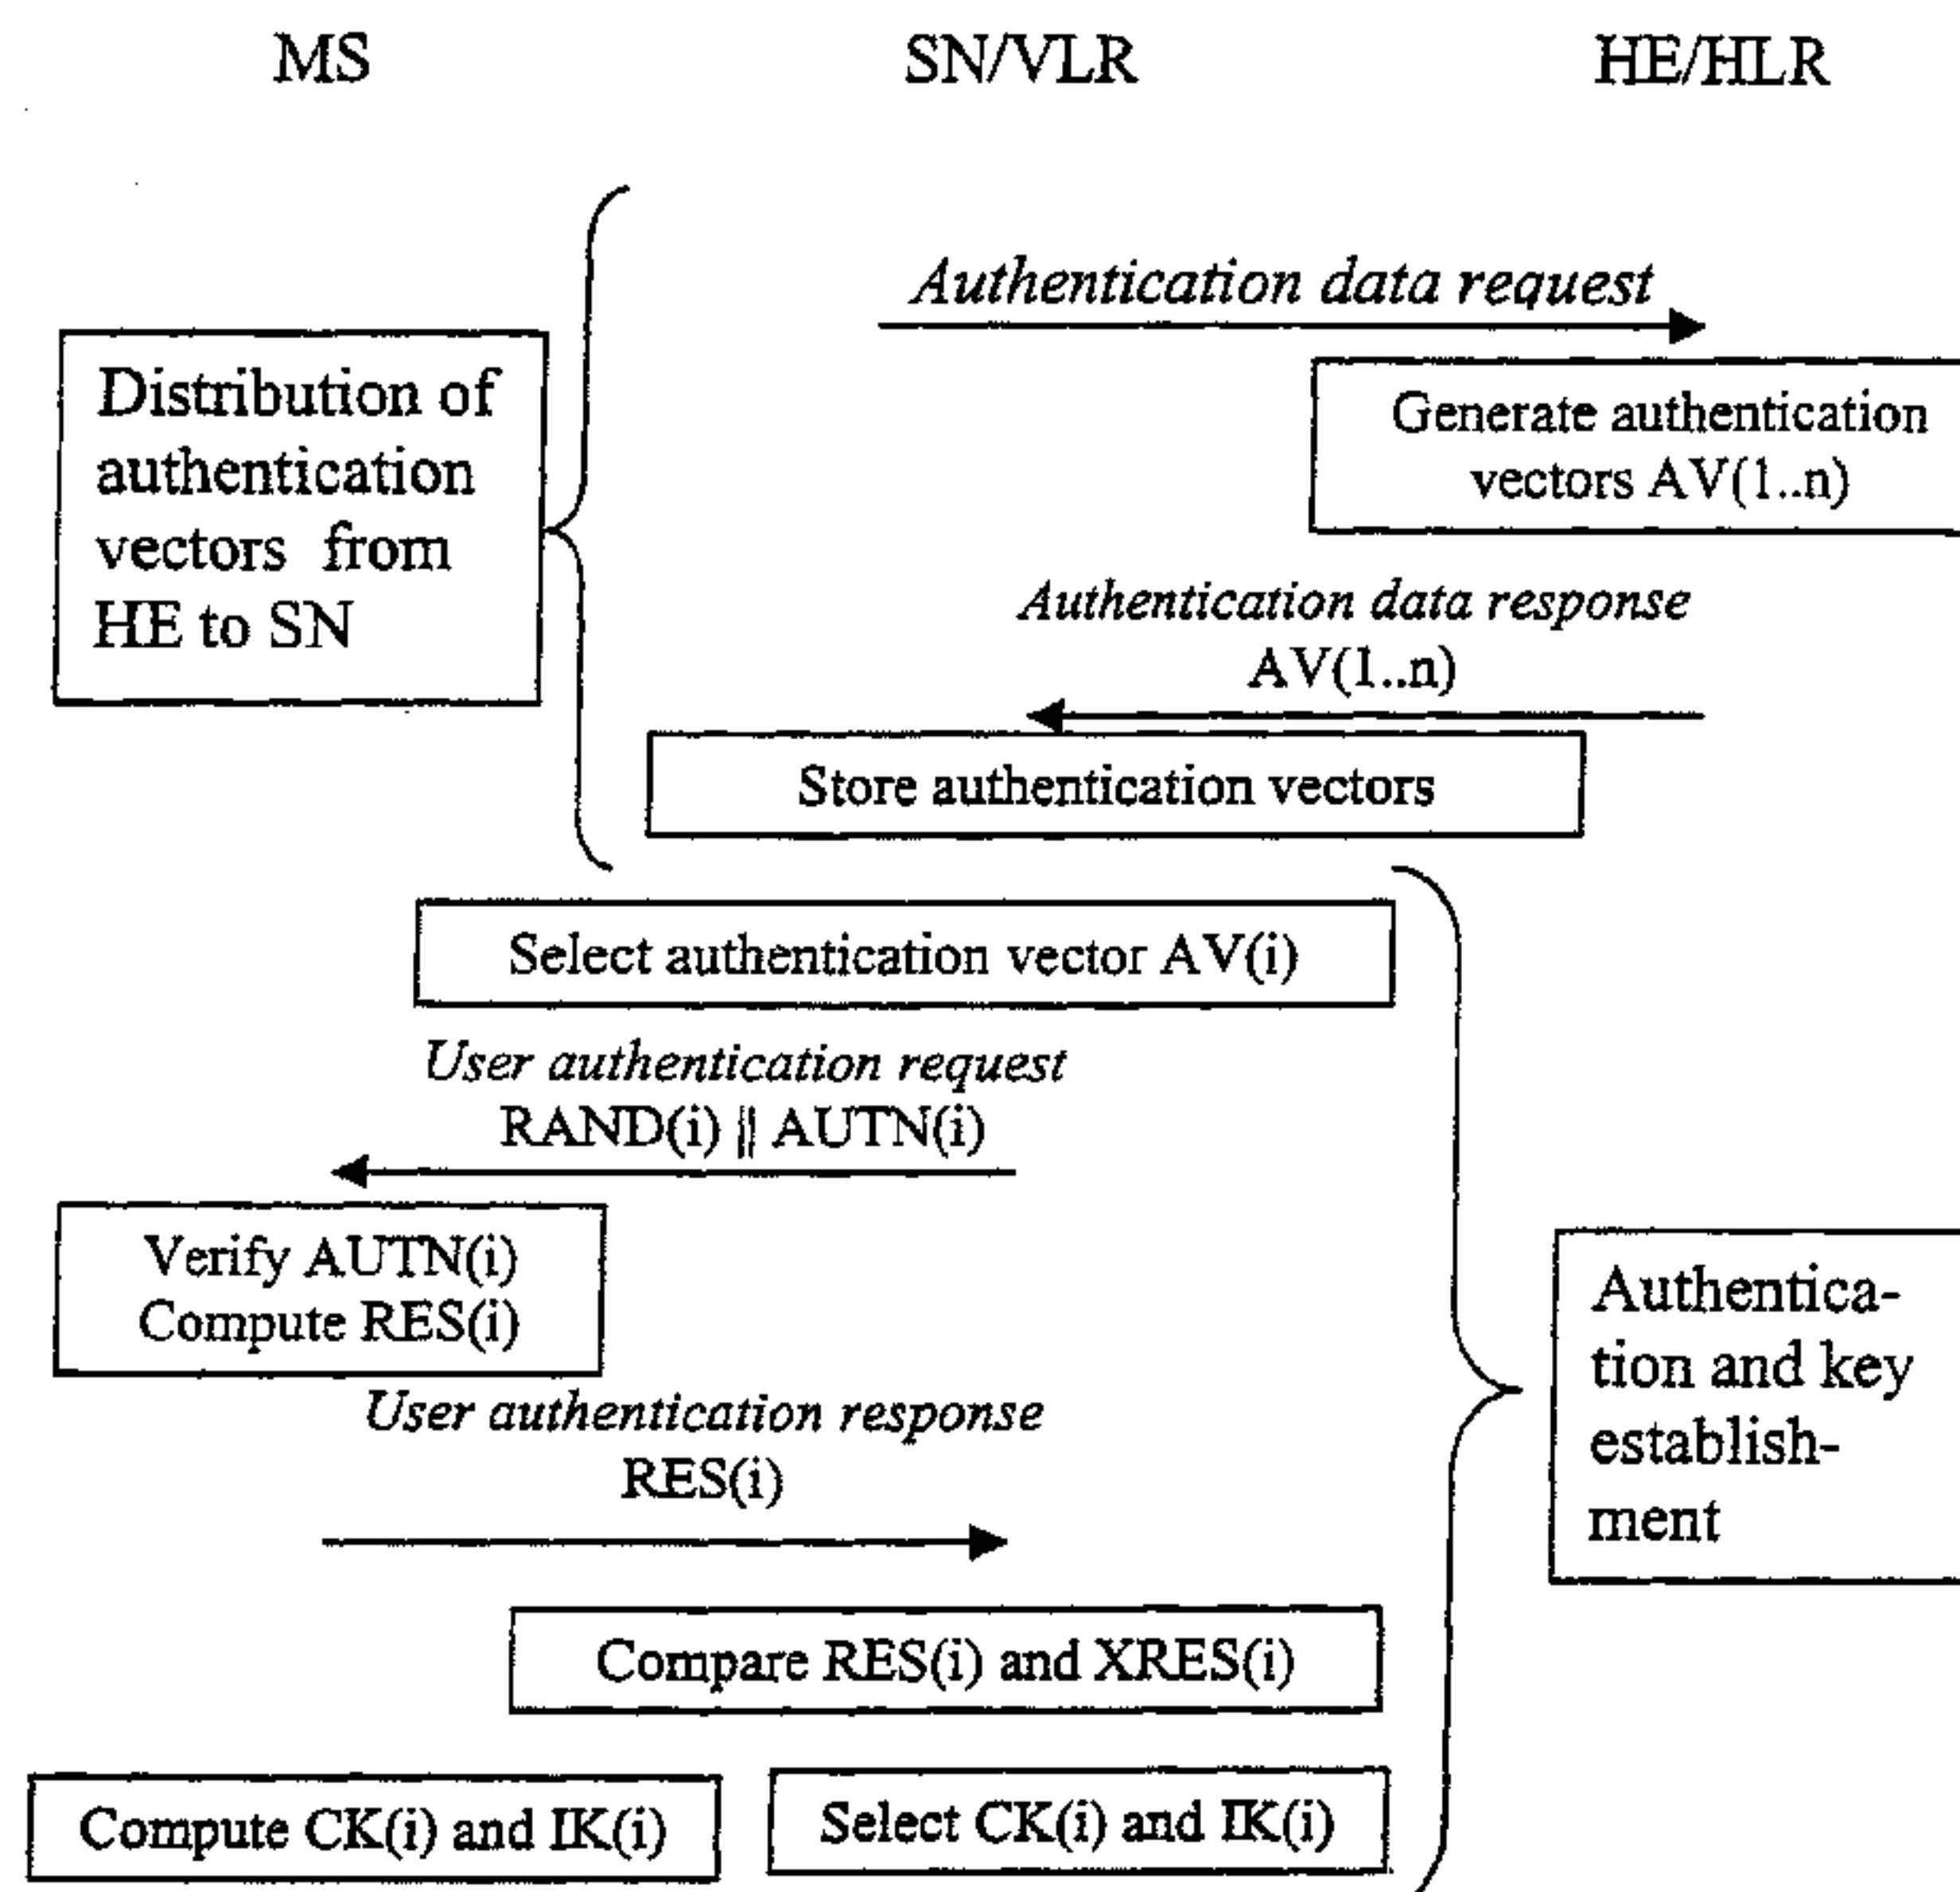 MS SN/VLR HE/HLR
Authentication data request
Distribution of
authentication
vectors from
HE to SN
Generate authentication
vectors AV(1..n)
Authentication data response
AV(1..n)
Store authentication vectors
Select authentication vector AV(i)
User authentication request
RAND(i) || AUTN(i)
Verify AUTN(i)
Compute RES(i)
User authentication response
RES(i)
Authentica-
tion and key
establish-
ment
Compare RES(i) and XRES(i)
Compute CK(i) and IK(i)
Select CK(i) and IK(i)